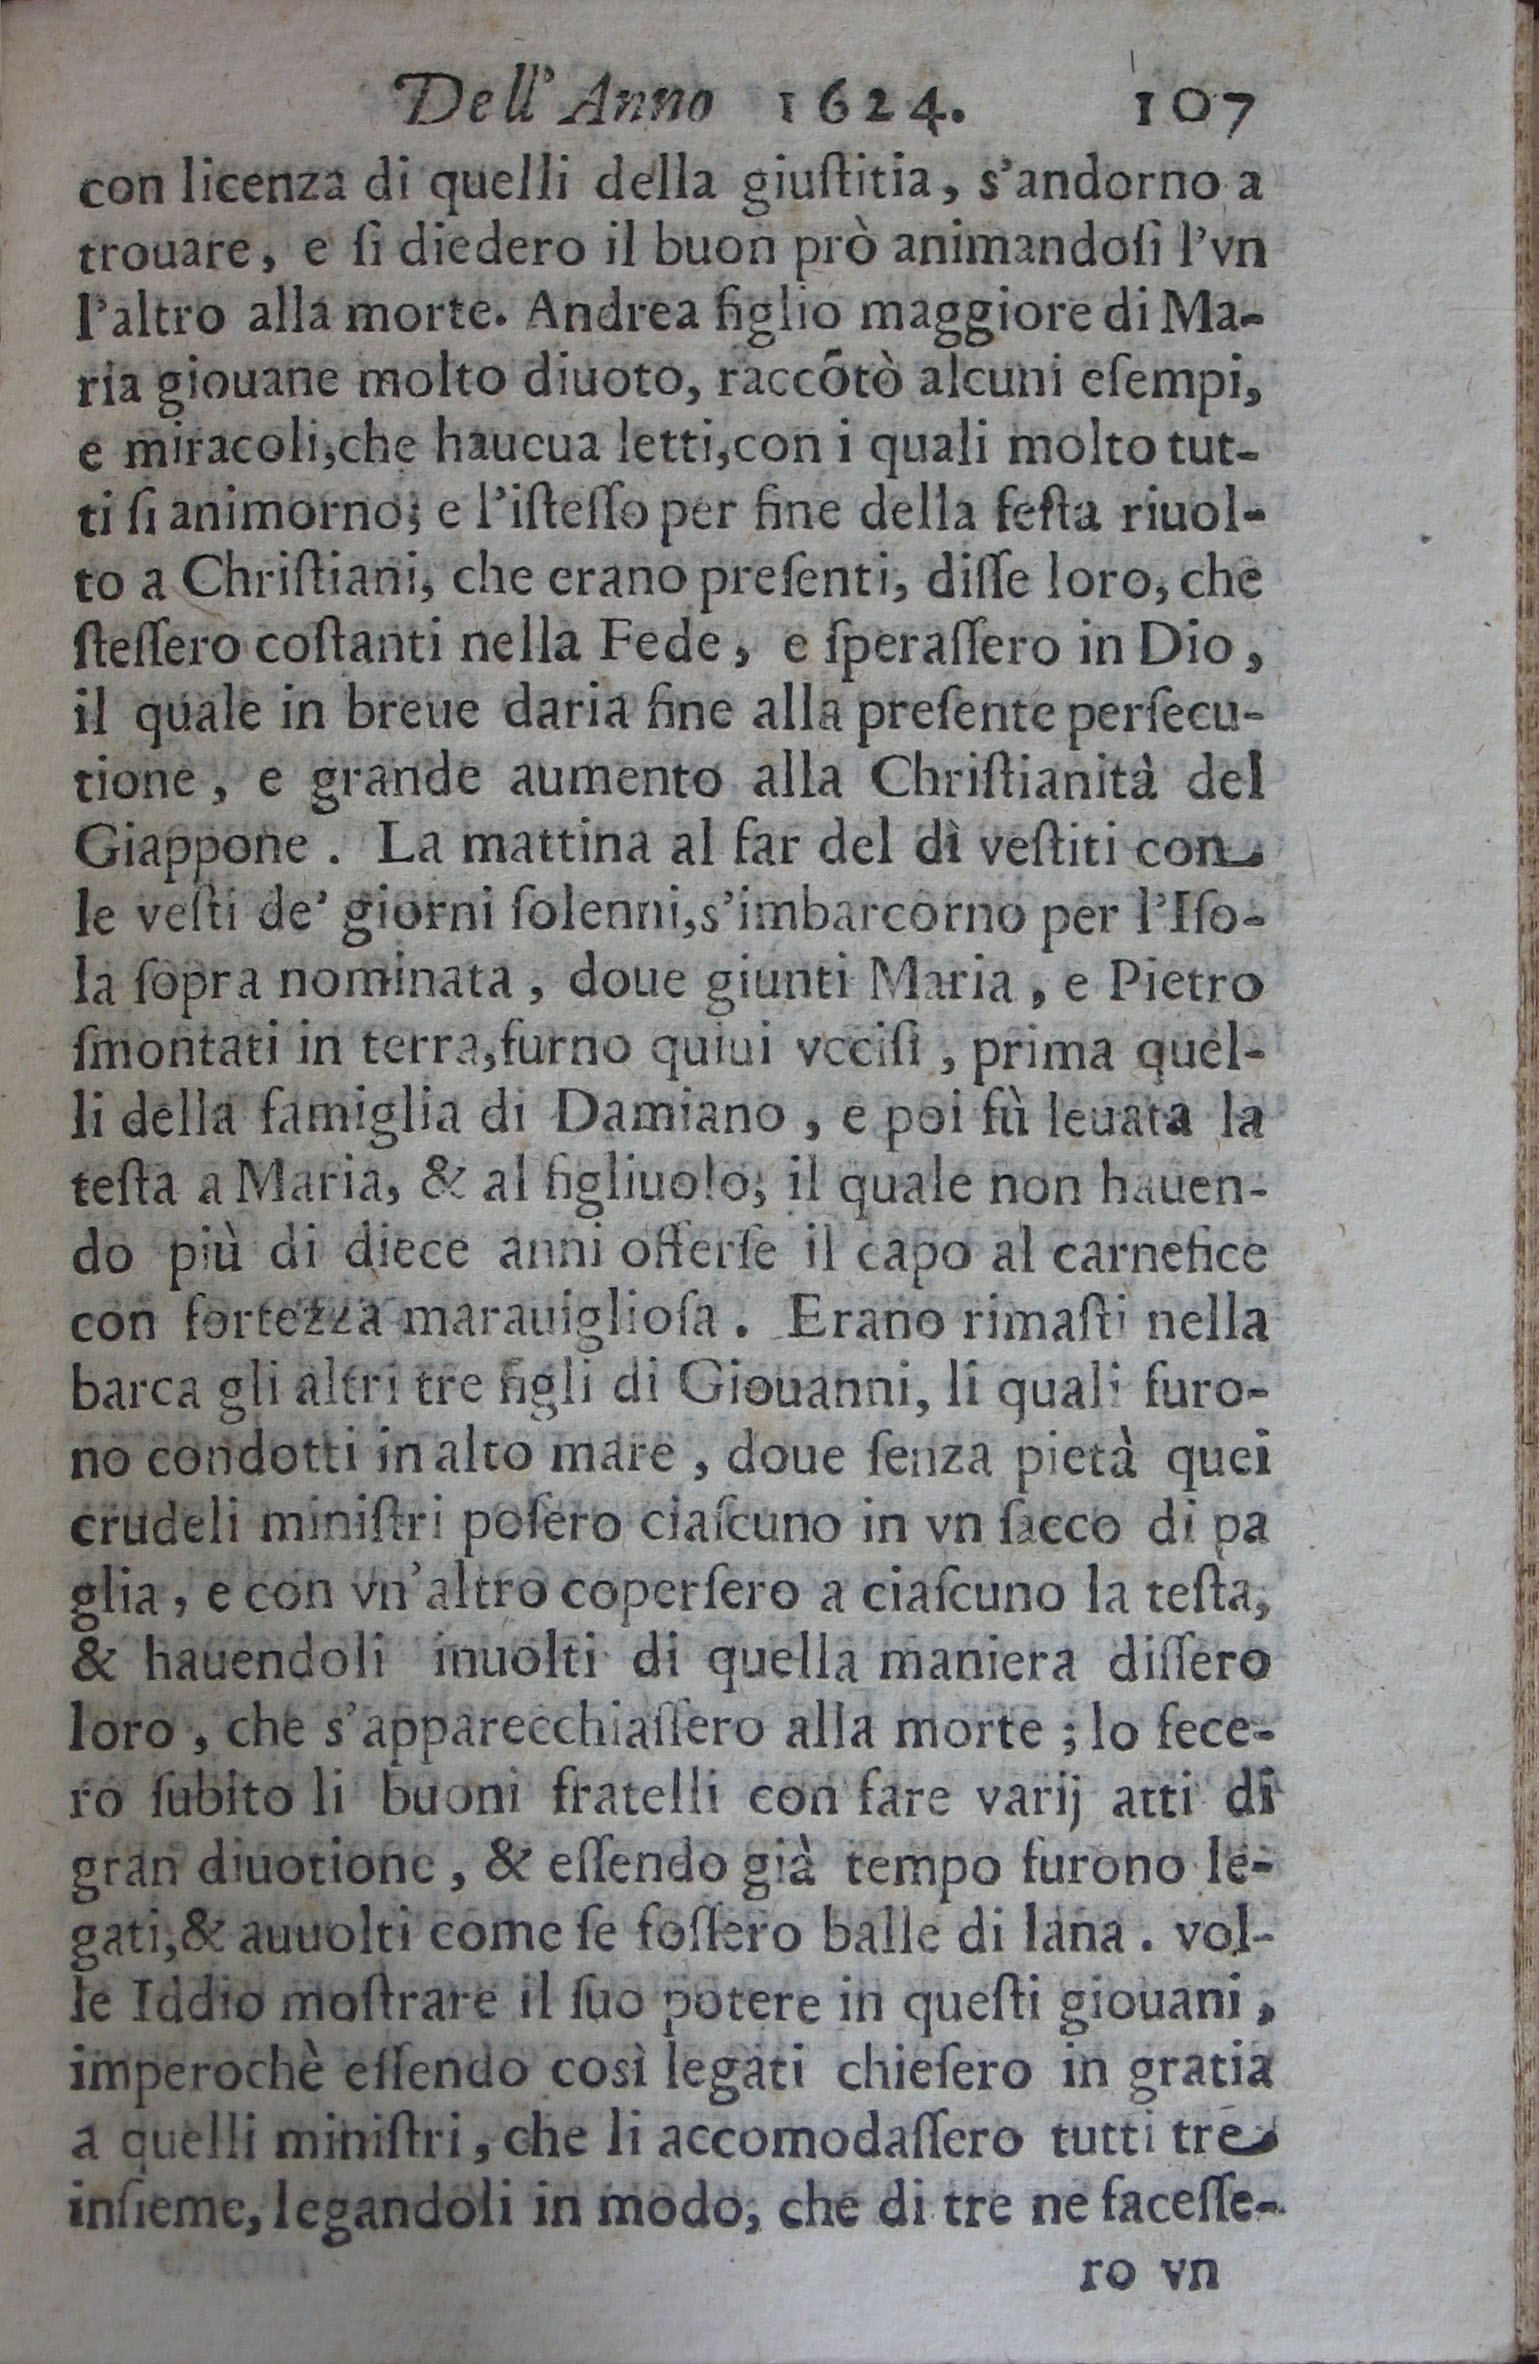 Dell'Anno 1624. 107
con licenza di quelli della giuſtitia, s'andorno a
trouare, e ſi diedero il buon prò animandoſi l'vn
l'altro alla morte. Andrea figlio maggiore di Ma-
ria giouane molto diuoto, raccōtò alcuni eſempi,
e miracoli,che haueua letti,con i quali molto tut-
ti ſi animorno; e l'iſteſſo per fine della feſta riuol-
to a Chriſtiani, che erano preſenti, diſſe loro, che
ſteſſero coſtanti nella Fede, e ſperaſſero in Dio,
il quale in breue daria fine alla preſente perſecu-
tione, e grande aumento alla Chriſtianità del
Giappone. La mattina al far del dì veſtiti con
le veſti de' giorni ſolenni,s'imbarcorno per l'Iſo-
la ſopra nominata, doue giunti Maria, e Pietro
ſmontati in terra,furno quiui vcciſi, prima quel-
li della famiglia di Damiano, e poi fù leuata la
teſta a Maria, & al figliuolo; il quale non hauen-
do più di diece anni offerſe il capo al carnefice
con fortezza marauiglioſa. Erano rimaſti nella
barca gli altri tre figli di Giouanni, li quali furo-
no condotti in alto mare, doue ſenza pietà quei
crudeli miniſtri poſero ciaſcuno in vn ſacco di pa
glia, e con vn'altro coperſero a ciaſcuno la teſta,
& hauendoli inuolti di quella maniera diſſero
loro, che s'apparecchiaſſero alla morte; lo fece-
ro ſubito li buoni fratelli con fare varij atti di
gran diuotione, & eſſendo già tempo furono le-
gati,& auuolti come ſe foſſero balle di lana. vol-
le Iddio moſtrare il ſuo potere in queſti giouani,
imperochè eſſendo così legati chieſero in gratia
a quelli miniſtri, che li accomodaſſero tutti tre
inſieme, legandoli in modo, che di tre ne faceſſe-
ro vn